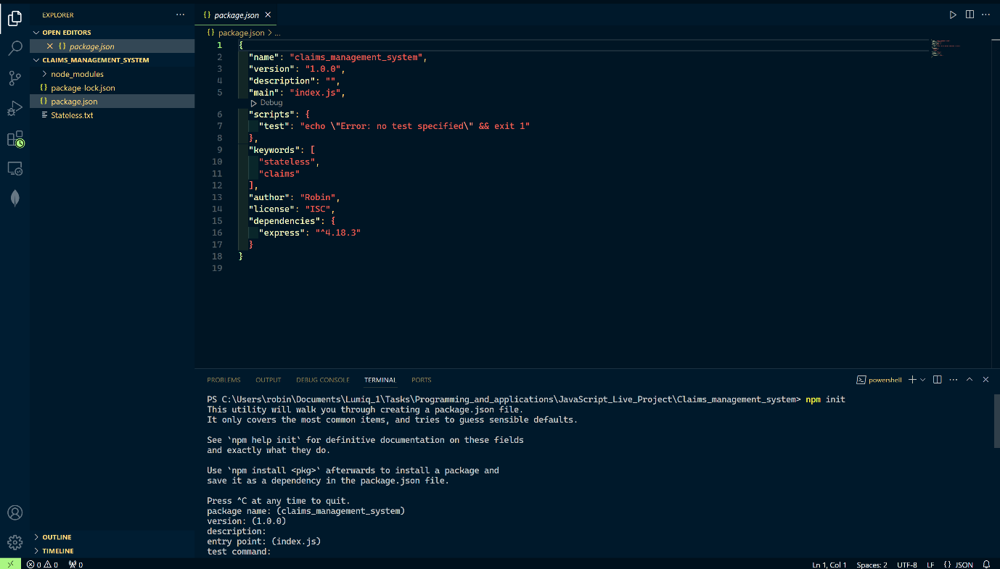 EXPLORER
OPEN EDITORS
package.json
CLAIMS_MANAGEMENT_SYSTEM
node_modules
package-lock.json
package.json
Stateless.txt
OUTLINE
TIMELINE
package.json
package.json > ...
1 {
2 "name": "claims_management_system",
3 "version": "1.0.0",
4 "description": "",
5 "main": "index.js",
Debug
6 "scripts": {
7 "test": "echo \"Error: no test specified\" && exit 1"
8 },
9 "keywords": [
10 "stateless",
11 "claims"
12 ],
13 "author": "Robin",
14 "license": "ISC",
15 "dependencies": {
16 "express": "^4.18.3"
17 }
18 }
19
PROBLEMS OUTPUT DEBUG CONSOLE TERMINAL PORTS
powershell
PS C:\Users\robin\Documents\Lumiq_1\Tasks\Programming_and_applications\JavaScript_Live_Project\Claims_management_system> npm init
This utility will walk you through creating a package.json file.
It only covers the most common items, and tries to guess sensible defaults.
See `npm help init` for definitive documentation on these fields
and exactly what they do.
Use `npm install <pkg>` afterwards to install a package and
save it as a dependency in the package.json file.
Press ^C at any time to quit.
package name: (claims_management_system)
version: (1.0.0)
description:
entry point: (index.js)
test command:
0 0 0
Ln 1, Col 1 Spaces: 2 UTF-8 LF {} JSON